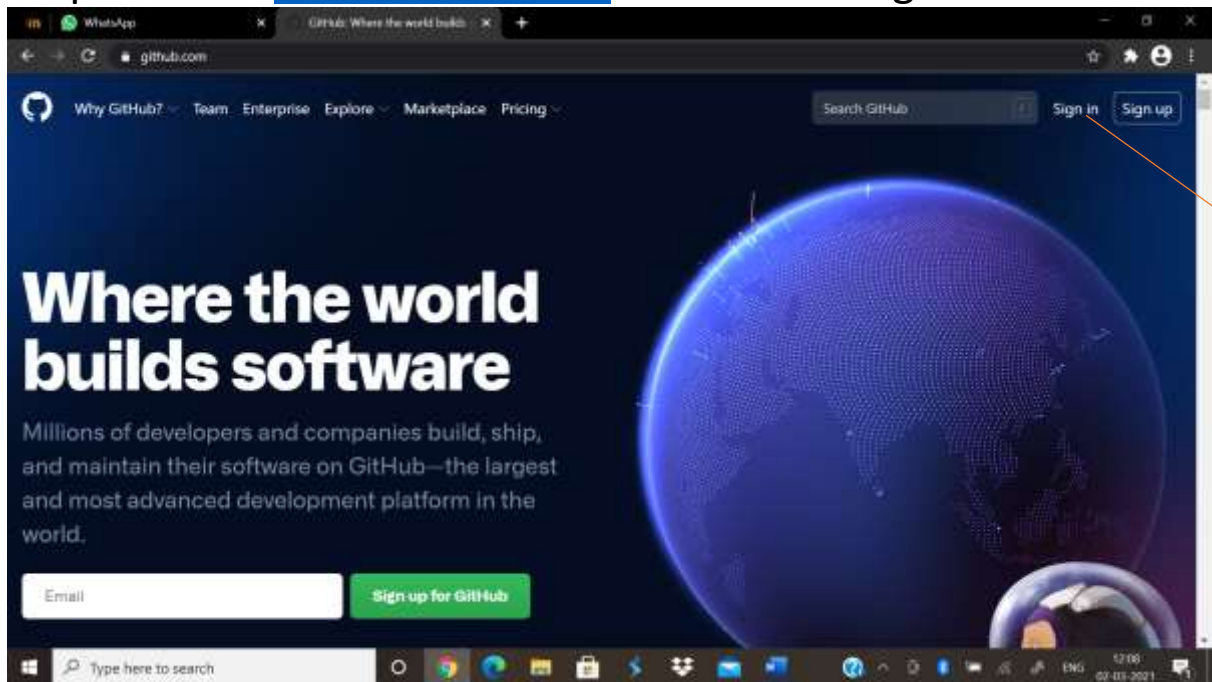 WhatsApp
GitHub: Where the world builds
github.com
Why GitHub? Team Enterprise Explore Marketplace Pricing
Search GitHub
Sign in Sign up
Where the world
builds software
Millions of developers and companies build, ship,
and maintain their software on GitHub—the largest
and most advanced development platform in the
world.
Email
Sign up for GitHub
Type here to search
ENG
12:08
02-03-2021